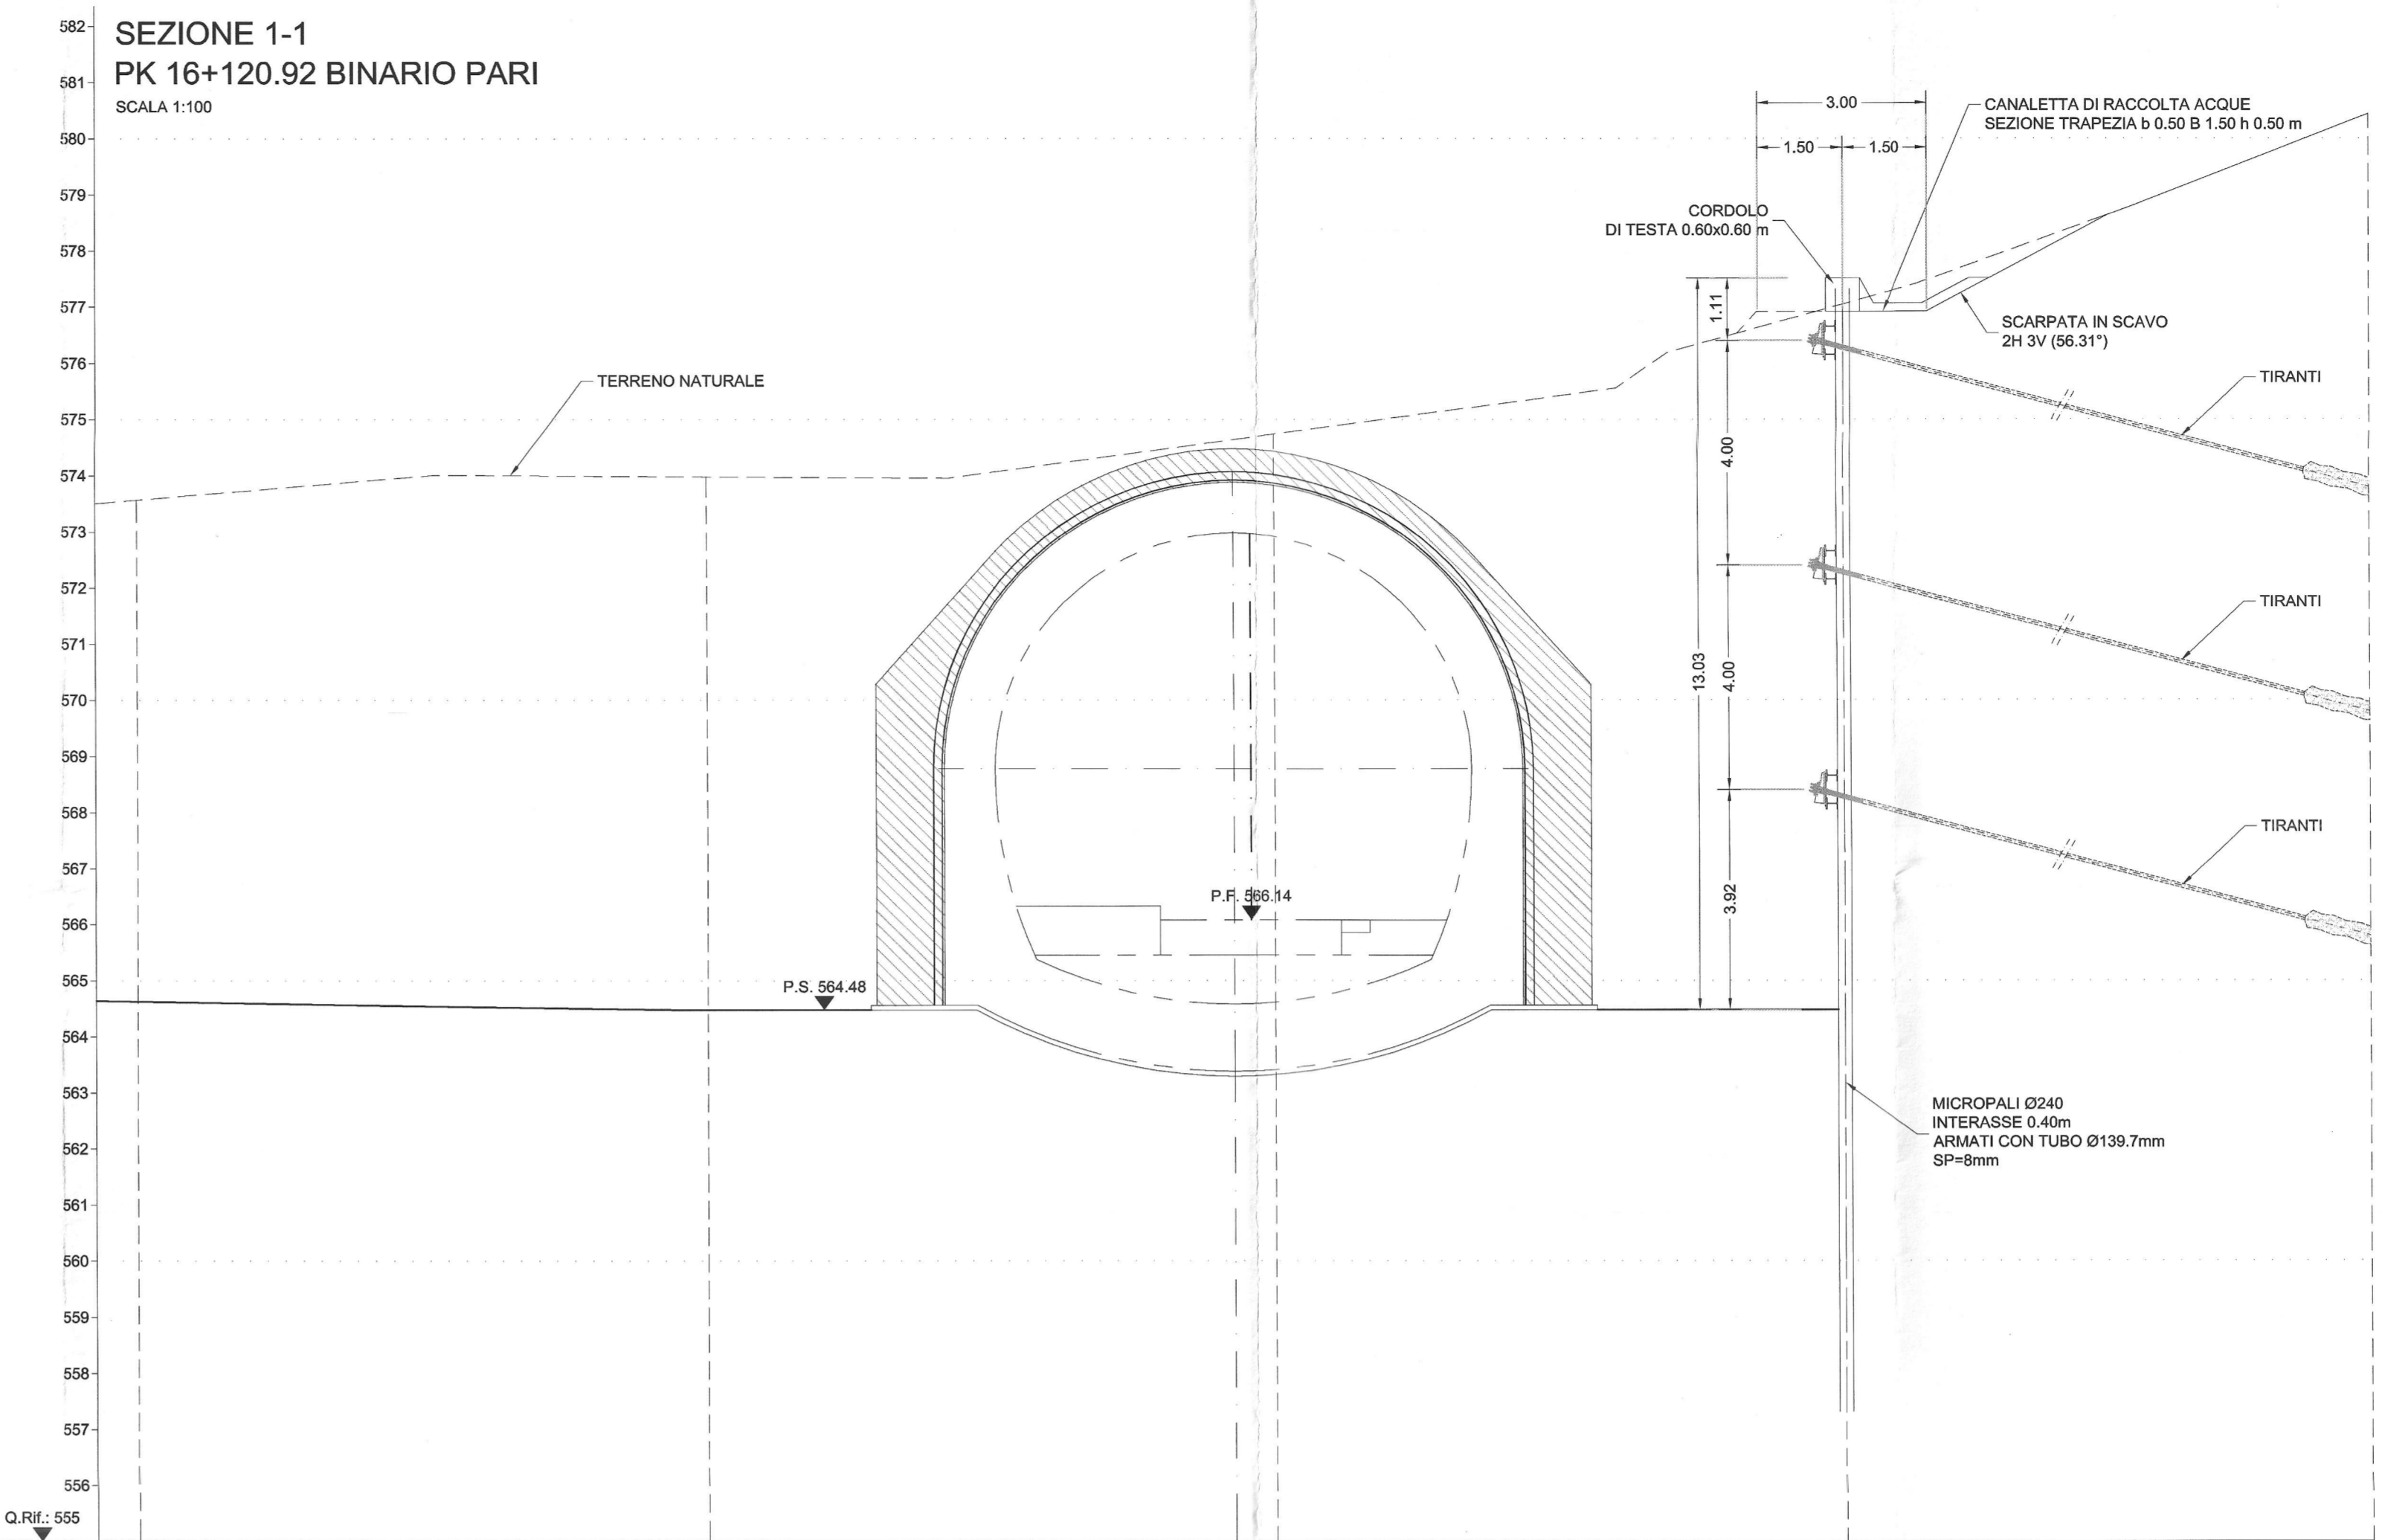 SEZIONE 1-1
PK 16+120.92 BINARIO PARI
SCALA 1:100
582
581
580
579
578
577
576
575
574
573
572
571
570
569
568
567
566
565
564
563
562
561
560
559
558
557
556
Q.Rif.: 555
3.00
1.50
1.50
CANALETTA DI RACCOLTA ACQUE
SEZIONE TRAPEZIA b 0.50 B 1.50 h 0.50 m
CORDOLO
DI TESTA 0.60x0.60 m
1.11
SCARPATA IN SCAVO
2H 3V (56.31°)
TERRENO NATURALE
TIRANTI
4.00
TIRANTI
13.03
4.00
TIRANTI
3.92
P.F. 566.14
P.S. 564.48
MICROPALI Ø240
INTERASSE 0.40m
ARMATI CON TUBO Ø139.7mm
SP=8mm